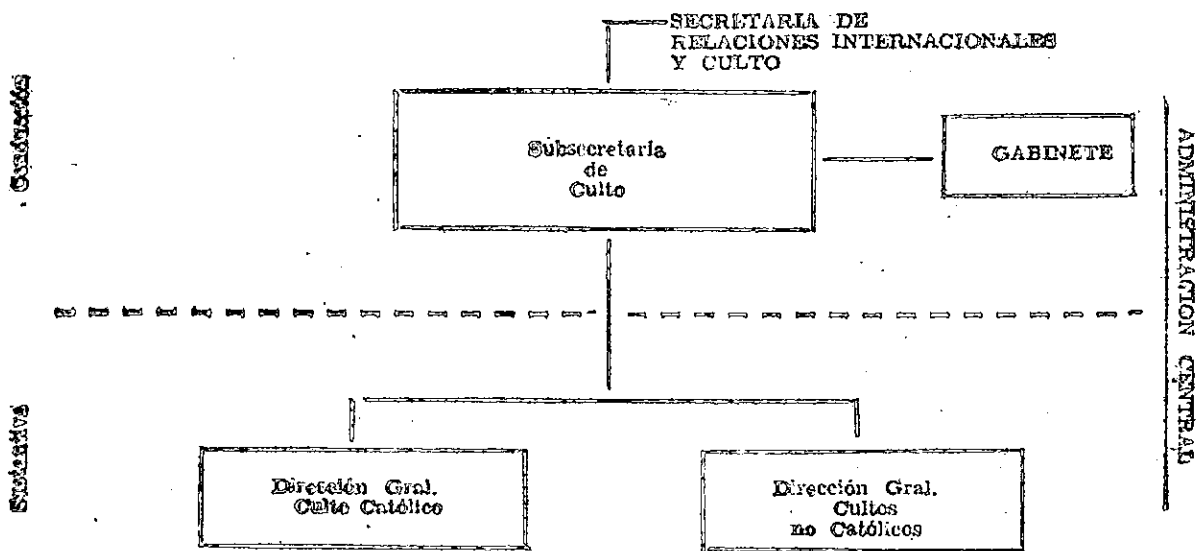 SECRETARIA DE
RELACIONES INTERNACIONALES
Y CULTO
Subsecretaría
de
Culto
GABINETE
ADMINISTRACION CENTRAL
Dirección Gral.
Culto Católico
Dirección Gral.
Cultos
no Católicos